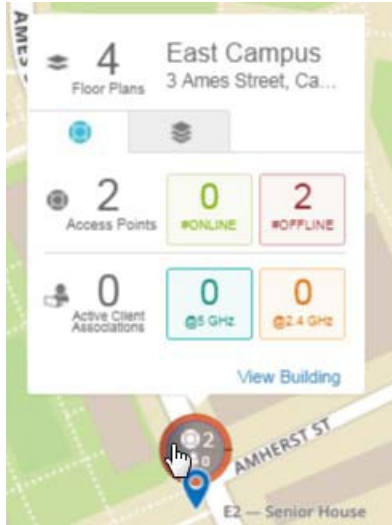 AMES
4
Floor Plans
East Campus
3 Ames Street, Ca...
2
Access Points
0
#ONLINE
2
#OFFLINE
0
Active Client
Associations
0
@5 GHz
0
@2.4 GHz
View Building
2
0
AMHERST ST
E2 — Senior House